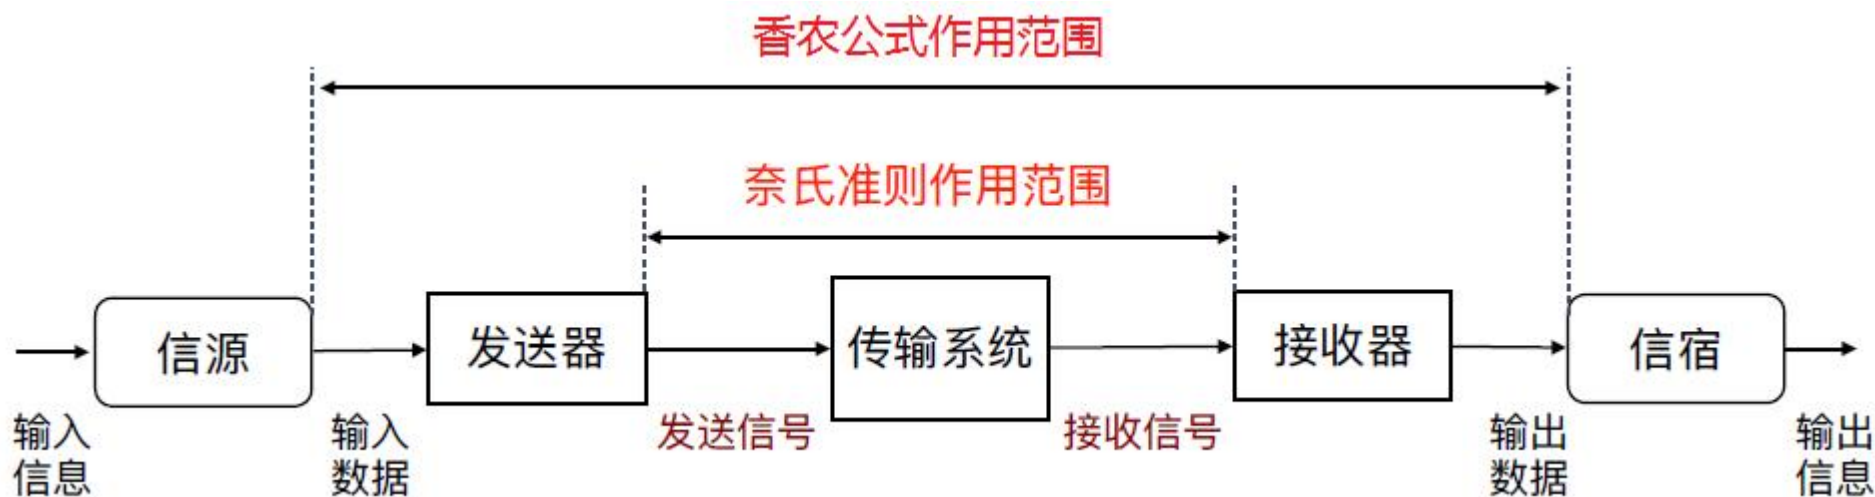 香农公式作用范围
奈氏准则作用范围
信源
发送器
传输系统
接收器
信宿
输入
信息
输入
数据
发送信号
接收信号
输出
数据
输出
信息